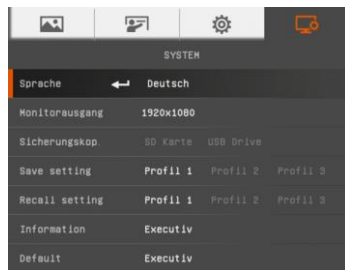 SYSTEM
Sprache Deutsch
Monitorausgang 1920x1080
Sicherungskop. SD Karte USB Drive
Save setting Profil 1 Profil 2 Profil 3
Recall setting Profil 1 Profil 2 Profil 3
Information Executiv
Default Executiv